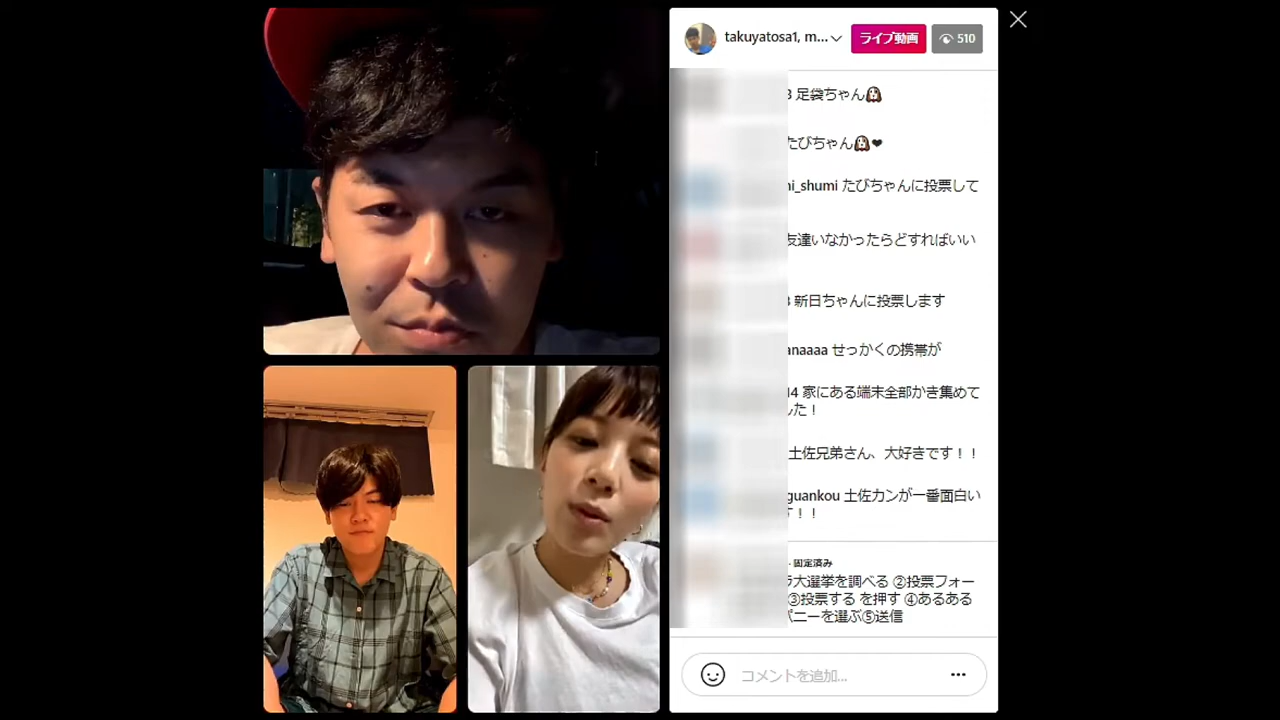 takuyatosa1, m...
ライブ動画
510
3 足袋ちゃん
たびちゃん
ni_shumi たびちゃんに投票して
友達いなかったらどすればいい
3 新日ちゃんに投票します
anaaaa せっかくの携帯が
14 家にある端末全部かき集めて
した！
土佐兄弟さん、大好きです！！
guankou 土佐カンが一番面白い
す！！
固定済み
ラ大選挙を調べる ②投票フォー
③投票する を押す ④あるある
パニーを選ぶ⑤送信
コメントを追加...